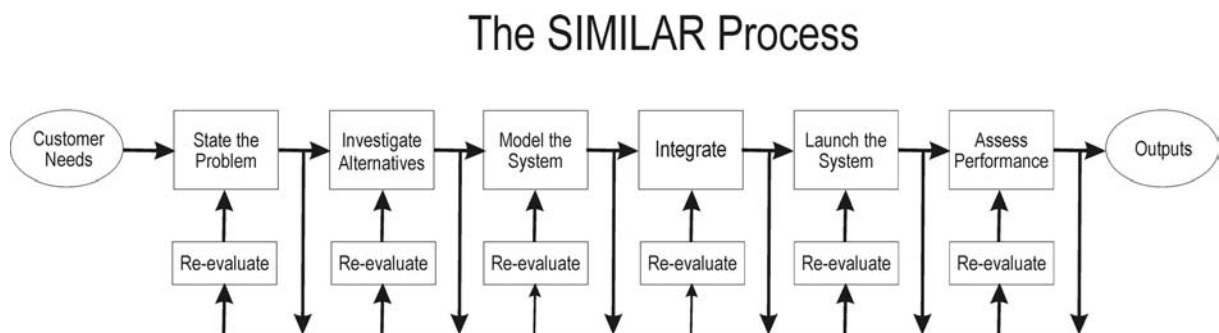 The SIMILAR Process
Customer
Needs
State the
Problem
Investigate
Alternatives
Model the
System
Integrate
Launch the
System
Assess
Performance
Outputs
Re-evaluate
Re-evaluate
Re-evaluate
Re-evaluate
Re-evaluate
Re-evaluate